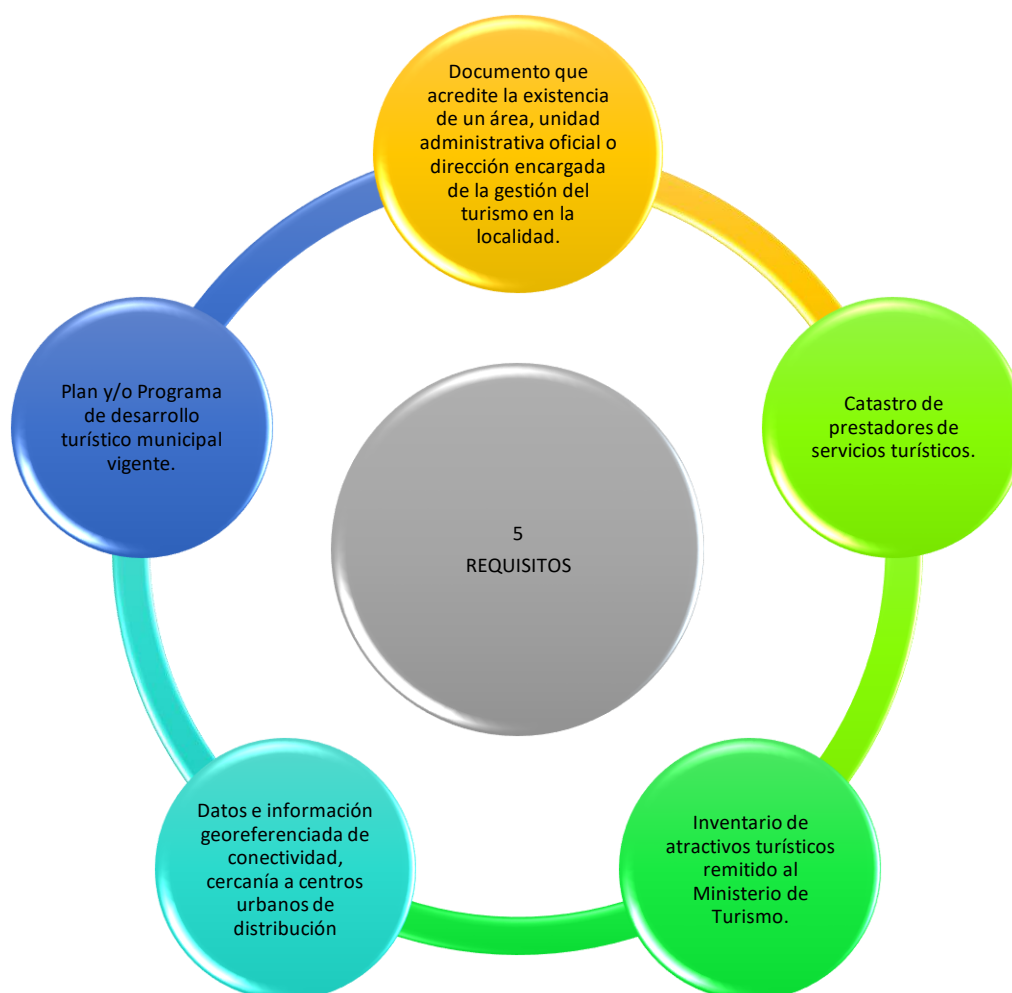 Documento que
acredite la existencia
de un área, unidad
administrativa oficial o
dirección encargada
de la gestión del
turismo en la
localidad.
Catastro de
prestadores de
servicios turísticos.
Inventario de
atractivos turísticos
remitido al
Ministerio de
Turismo.
Datos e información
georeferenciada de
conectividad,
cercanía a centros
urbanos de
distribución
Plan y/o Programa
de desarrollo
turístico municipal
vigente.
5
REQUISITOS